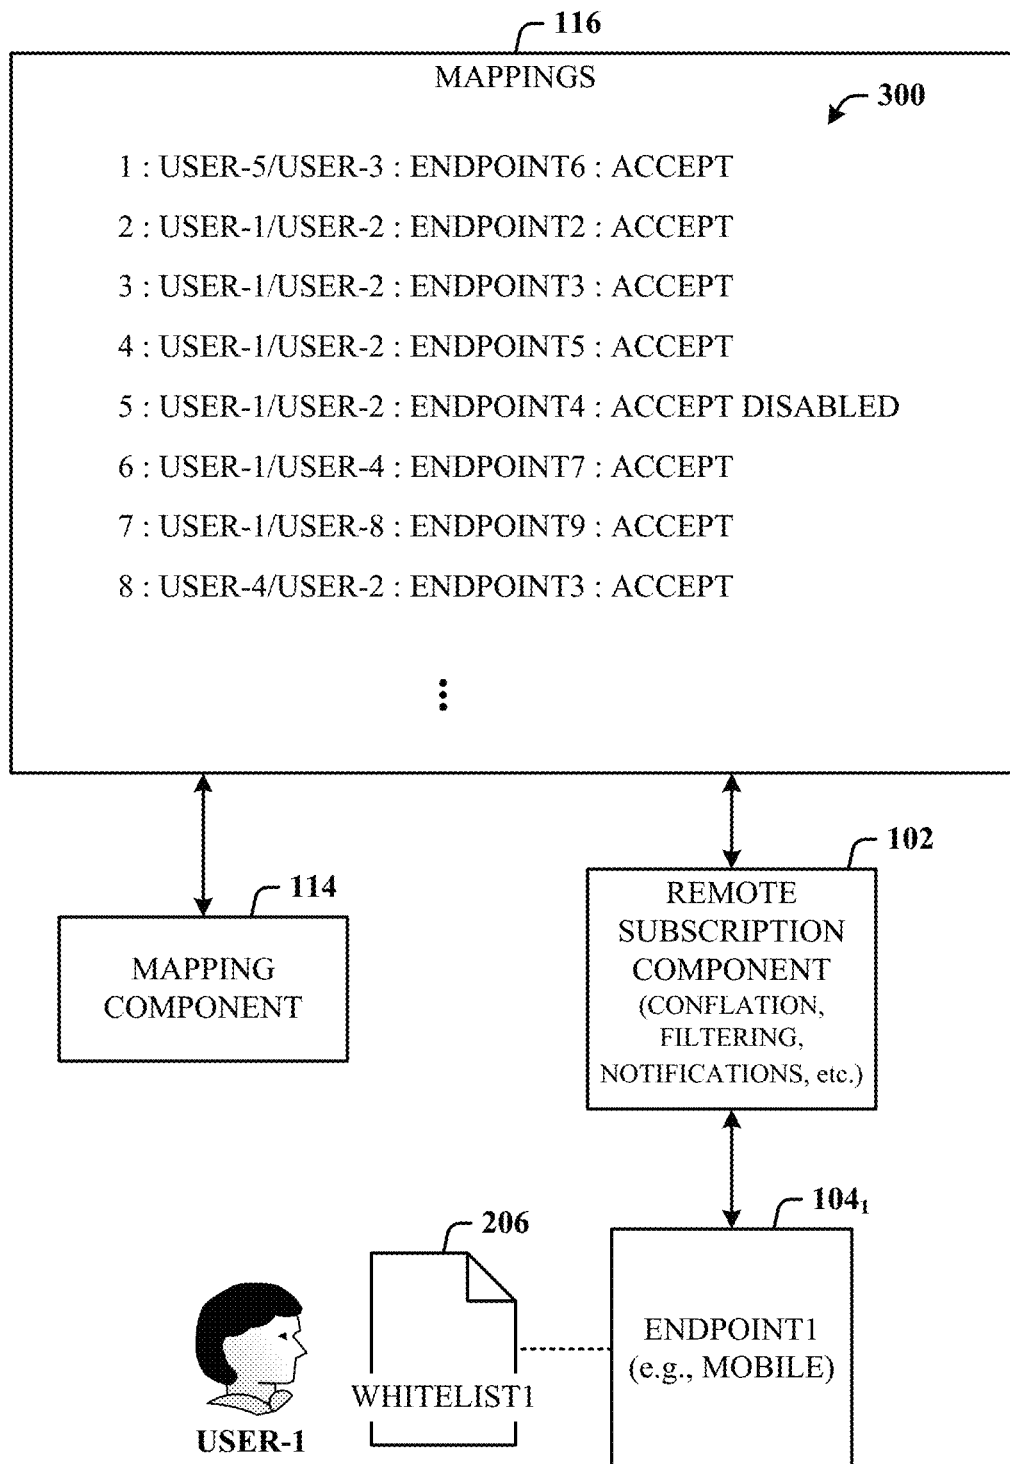 116
MAPPINGS
300
1 : USER-5/USER-3 : ENDPOINT6 : ACCEPT
2 : USER-1/USER-2 : ENDPOINT2 : ACCEPT
3 : USER-1/USER-2 : ENDPOINT3 : ACCEPT
4 : USER-1/USER-2 : ENDPOINT5 : ACCEPT
5 : USER-1/USER-2 : ENDPOINT4 : ACCEPT DISABLED
6 : USER-1/USER-4 : ENDPOINT7 : ACCEPT
7 : USER-1/USER-8 : ENDPOINT9 : ACCEPT
8 : USER-4/USER-2 : ENDPOINT3 : ACCEPT
102
REMOTE
SUBSCRIPTION
COMPONENT
(CONFLATION,
FILTERING,
NOTIFICATIONS, etc.)
114
MAPPING
COMPONENT
104₁
206
ENDPOINT1
(e.g., MOBILE)
WHITELIST1
USER-1